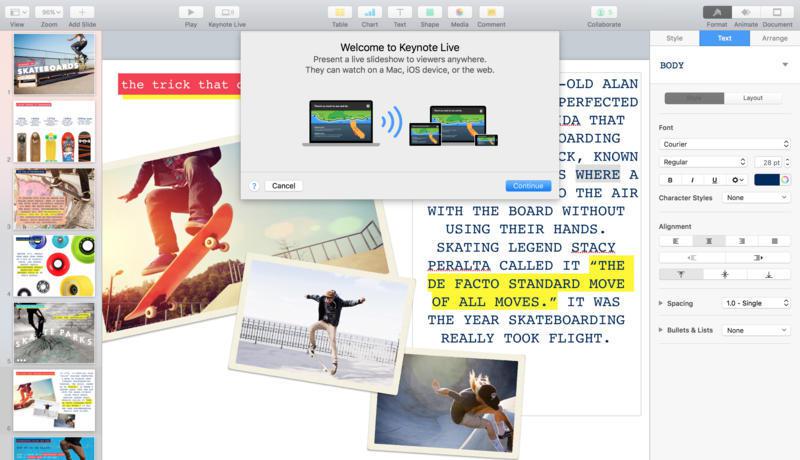 View
96%
Zoom
Add Slide
Play
Keynote Live
Table
Chart
Text
Shape
Media
Comment
5
Collaborate
Format
Animate
Document
1
SKATEBOARDS
2
3
4
5
SKATE PARKS
6
the trick that c
Welcome to Keynote Live
Present a live slideshow to viewers anywhere.
They can watch on a Mac, iOS device, or the web.
?
Cancel
Continue
-OLD ALAN
PERFECTED
IDA THAT
OARDING
CK, KNOWN
S WHERE A
O THE AIR
WITH THE BOARD WITHOUT
USING THEIR HANDS.
SKATING LEGEND STACY
PERALTA CALLED IT “THE
DE FACTO STANDARD MOVE
OF ALL MOVES.” IT WAS
THE YEAR SKATEBOARDING
REALLY TOOK FLIGHT.
Style
Text
Arrange
BODY
Style
Layout
Font
Courier
Regular
28 pt
B
I
U
Character Styles
None
Alignment
Spacing
1.0 - Single
Bullets & Lists
None